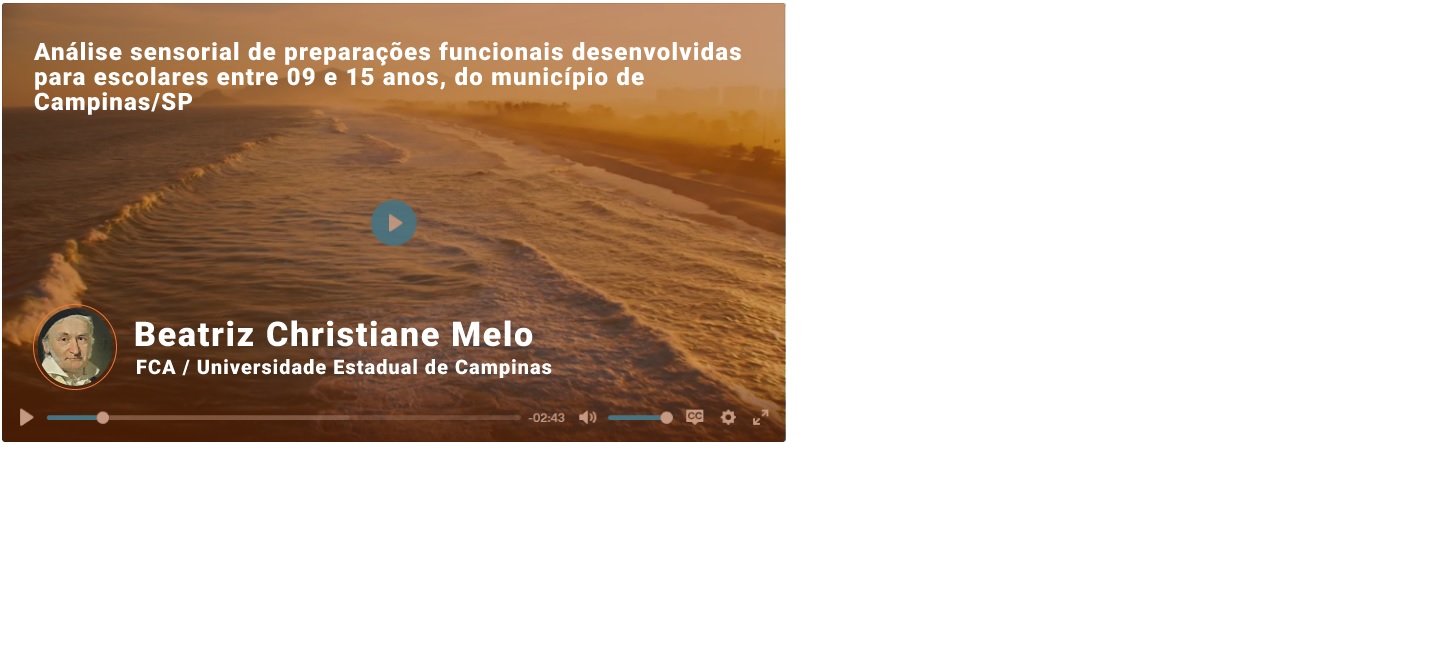 Análise sensorial de preparações funcionais desenvolvidas
para escolares entre 09 e 15 anos, do município de
Campinas/SP
Beatriz Christiane Melo
FCA / Universidade Estadual de Campinas
-02:43
CC